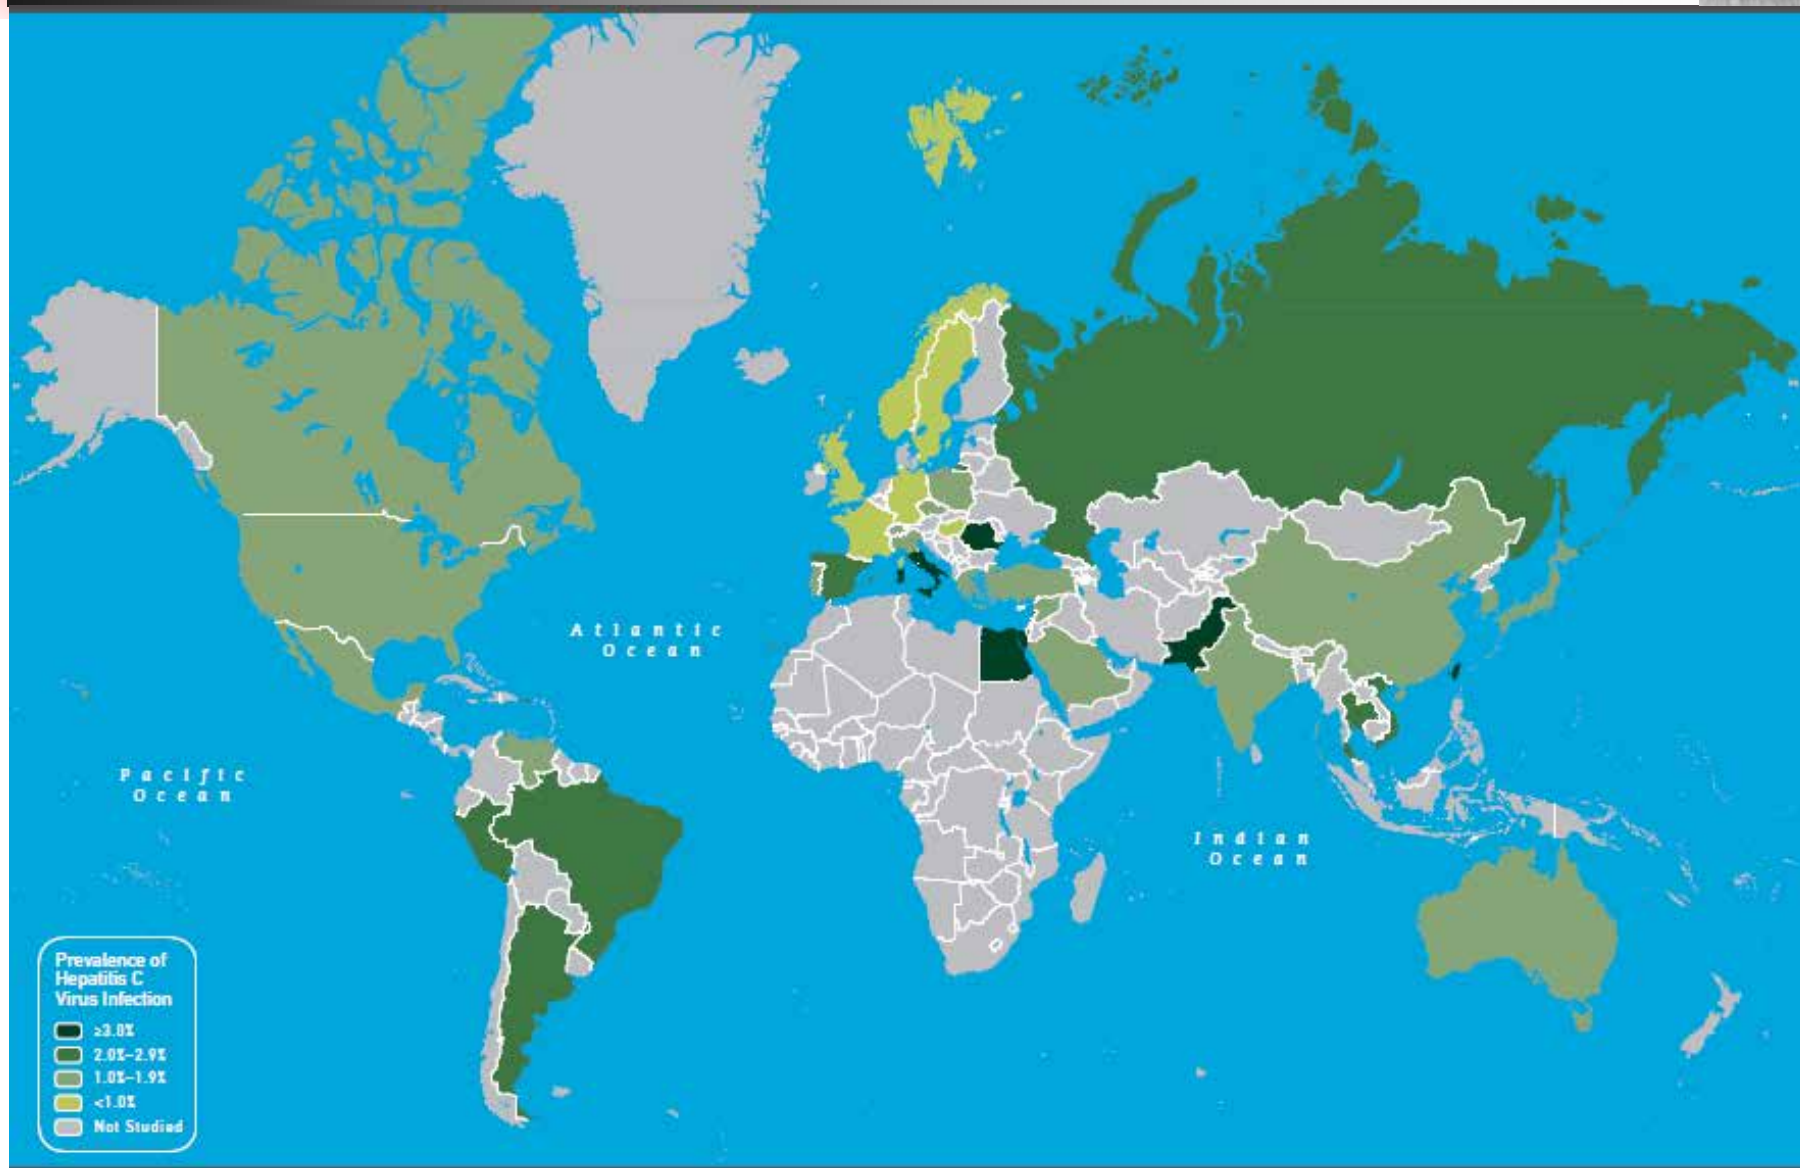 Atlantic
Ocean
Pacific
Ocean
Indian
Ocean
Prevalence of
Hepatitis C
Virus Infection
≥3.0%
2.0%–2.9%
1.0%–1.9%
<1.0%
Not Studied